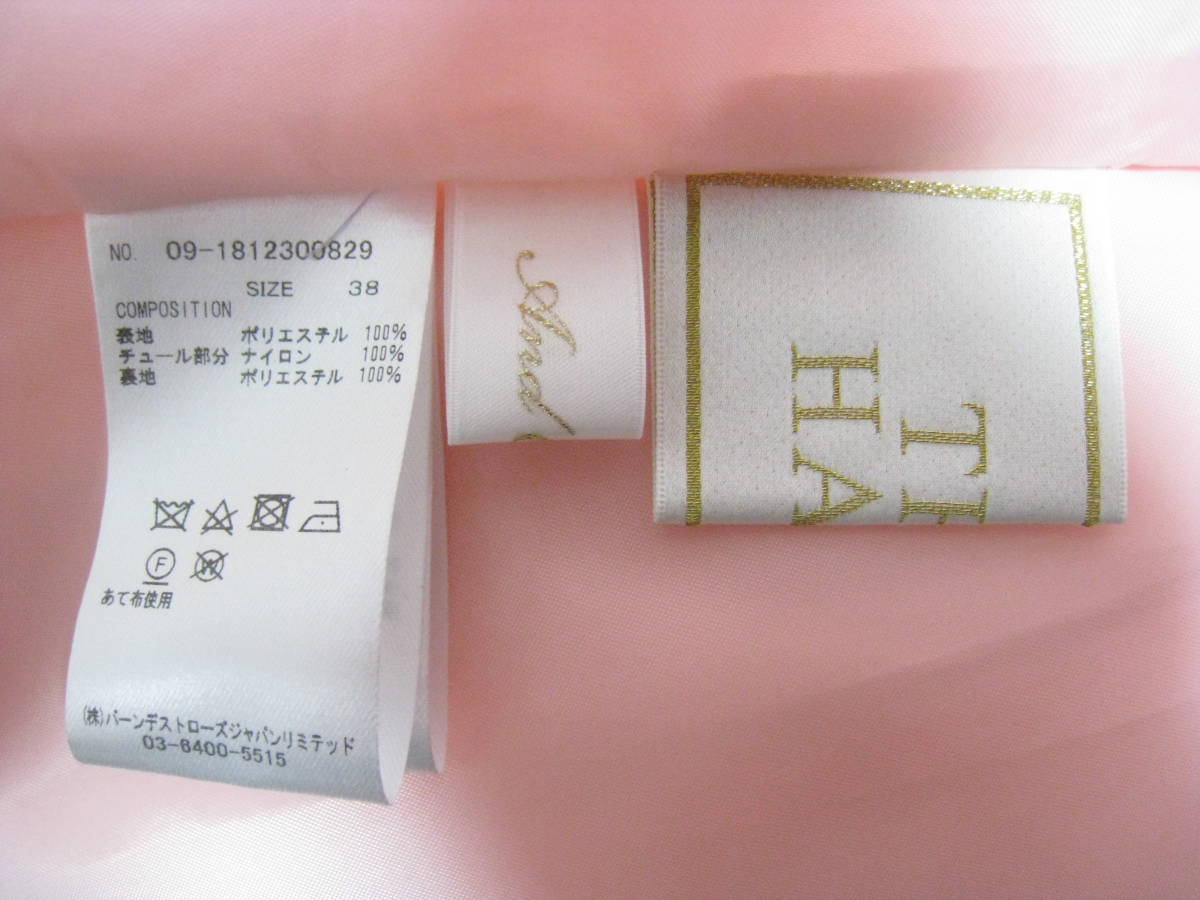 NO. 09-1812300829
SIZE 38
COMPOSITION
表地 ポリエステル 100%
チュール部分 ナイロン 100%
裏地 ポリエステル 100%
F W
あて布使用
(株)バーンデストローズジャパンリミテッド
03-6400-5515
And
HA